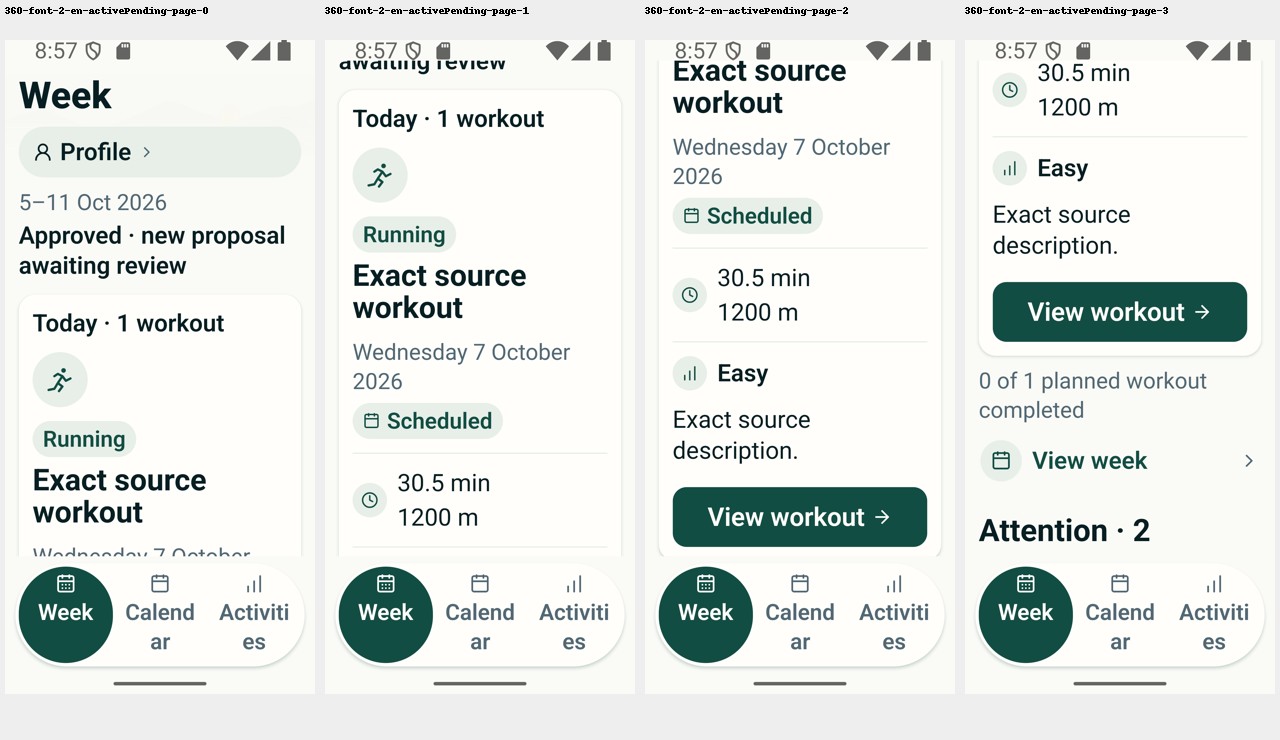 360-font-2-en-activePending-page-0
8:57
Week
Profile
5–11 Oct 2026
Approved · new proposal
awaiting review
Today · 1 workout
Running
Exact source
workout
Wednesday 7 October
Week
Calend
ar
Activiti
es
360-font-2-en-activePending-page-1
8:57
awaiting review
Today · 1 workout
Running
Exact source
workout
Wednesday 7 October
2026
Scheduled
30.5 min
1200 m
Week
Calend
ar
Activiti
es
360-font-2-en-activePending-page-2
8:57
Exact source
workout
Wednesday 7 October
2026
Scheduled
30.5 min
1200 m
Easy
Exact source
description.
View workout
Week
Calend
ar
Activiti
es
360-font-2-en-activePending-page-3
8:57
30.5 min
1200 m
Easy
Exact source
description.
View workout
0 of 1 planned workout
completed
View week
Attention · 2
Week
Calend
ar
Activiti
es